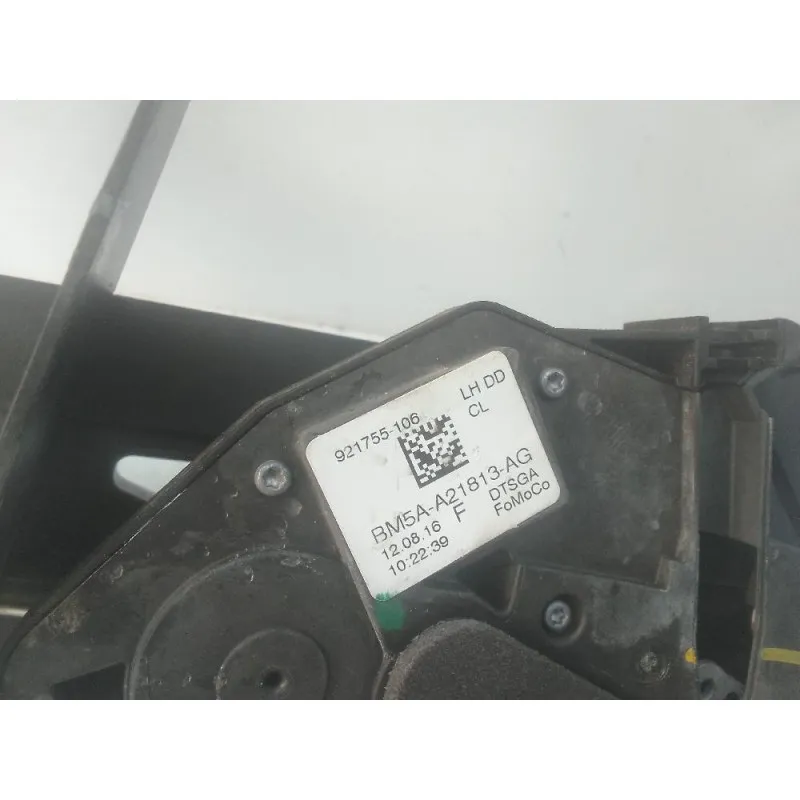 921755-106
LH DD
CL
BM5A-A21813-AG
12.08.16 F DTSGA
10:22:39 FoMoCo